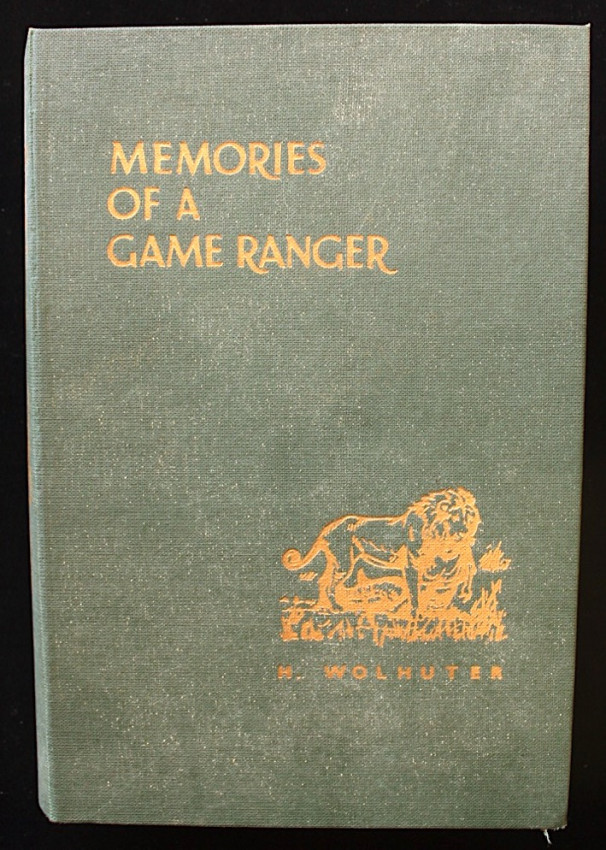 MEMORIES
OF A
GAME RANGER
H. WOLHUTER